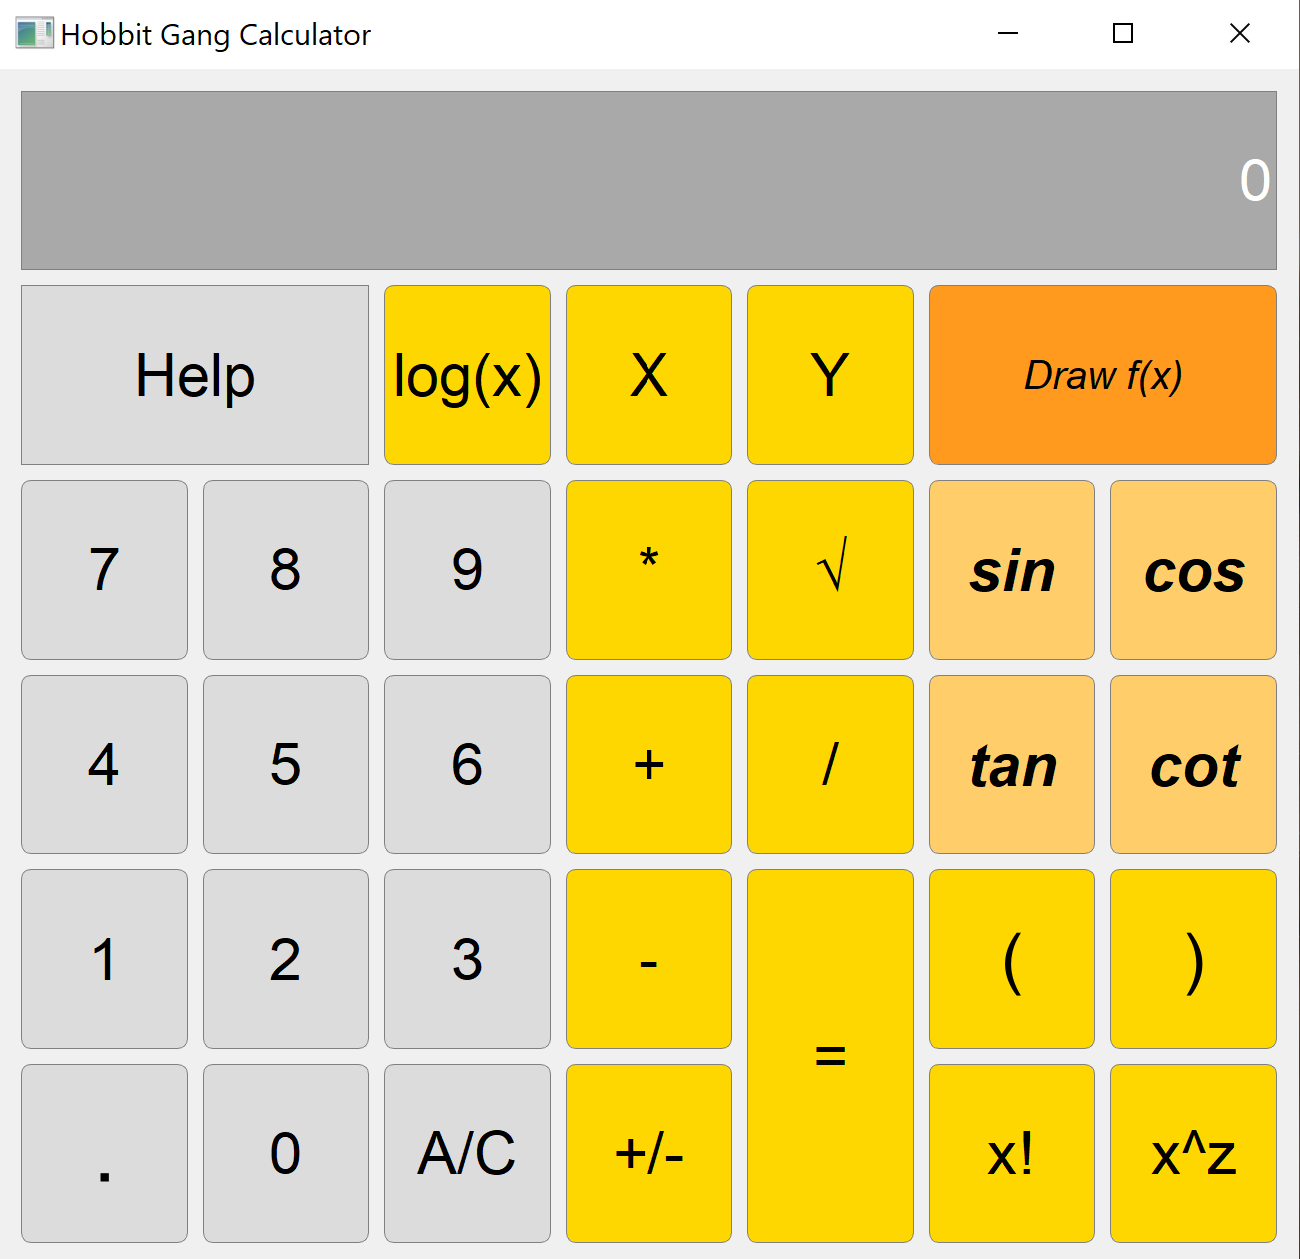 Hobbit Gang Calculator
0
Help log(x) X Y Draw f(x)
7 8 9 * √ sin cos
4 5 6 + / tan cot
1 2 3 - ( )
=
. 0 A/C +/- x! x^z